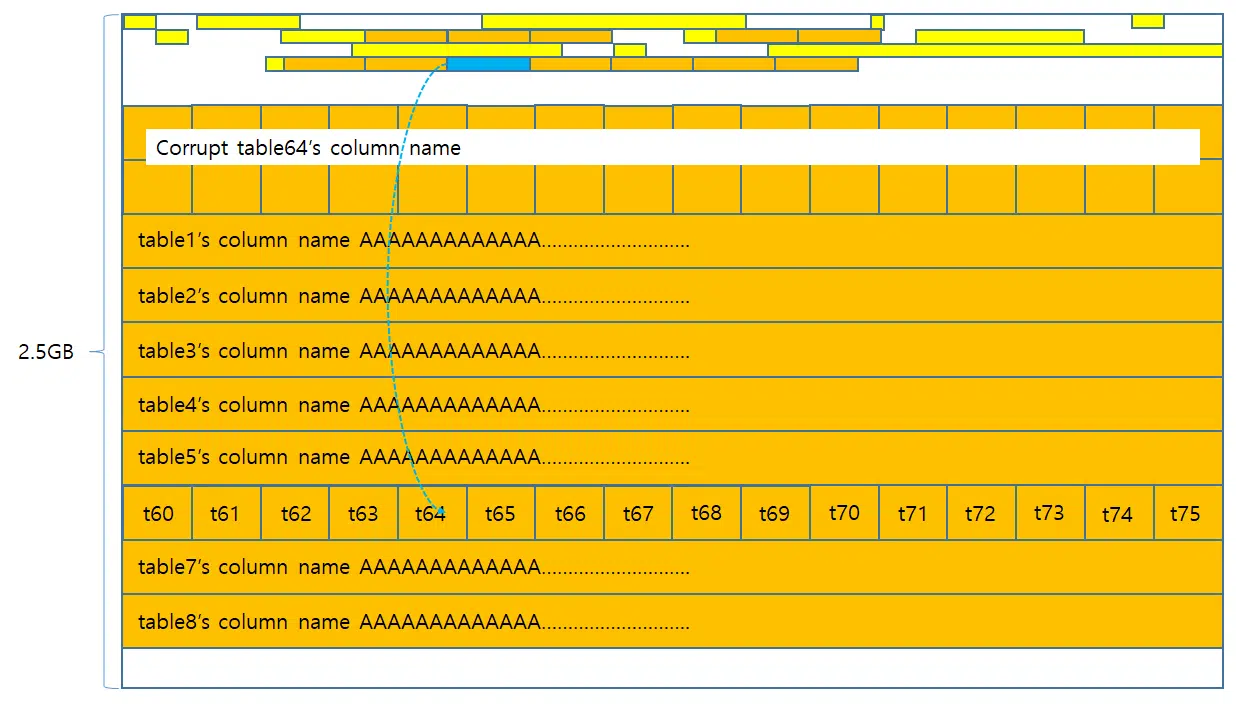 Corrupt table64’s column name
table1’s column name AAAAAAAAAAAAA............................
table2’s column name AAAAAAAAAAAAA............................
table3’s column name AAAAAAAAAAAAA............................
2.5GB
table4’s column name AAAAAAAAAAAAA............................
table5’s column name AAAAAAAAAAAAA............................
t60 t61 t62 t63 t64 t65 t66 t67 t68 t69 t70 t71 t72 t73 t74 t75
table7’s column name AAAAAAAAAAAAA............................
table8’s column name AAAAAAAAAAAAA............................